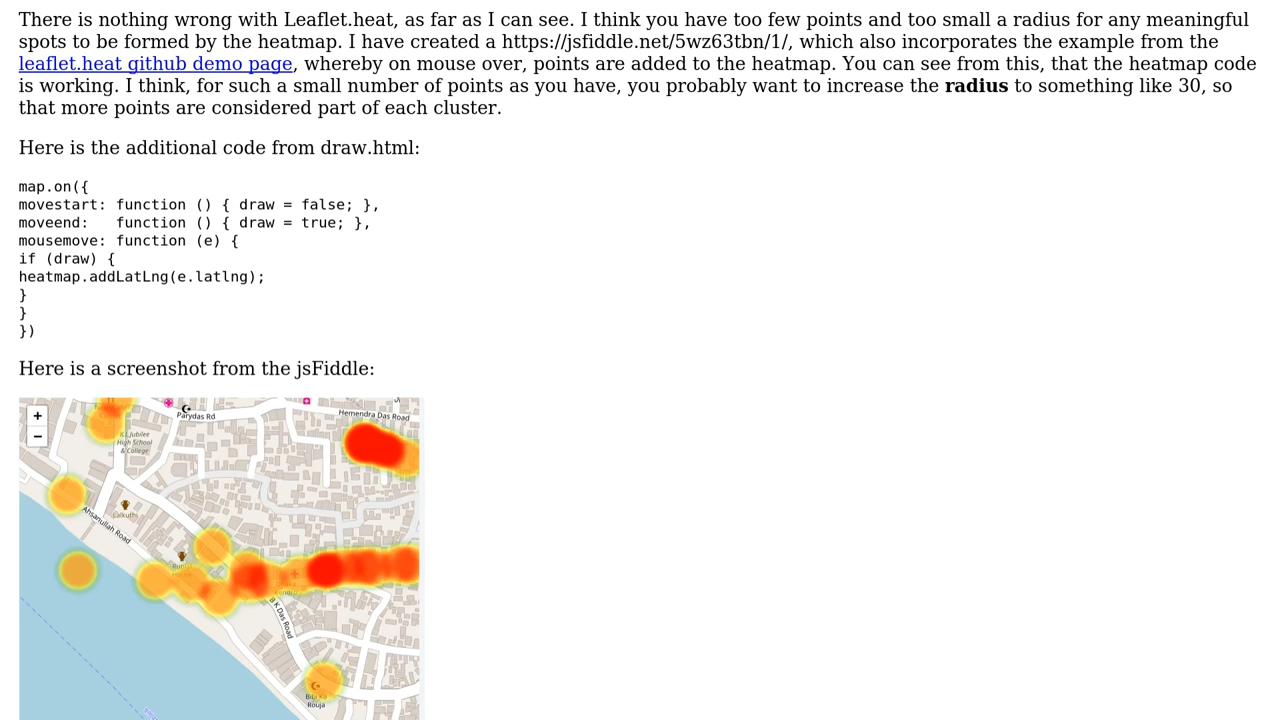 There is nothing wrong with Leaflet.heat, as far as I can see. I think you have too few points and too small a radius for any meaningful
spots to be formed by the heatmap. I have created a https://jsfiddle.net/5wz63tbn/1/, which also incorporates the example from the
leaflet.heat github demo page, whereby on mouse over, points are added to the heatmap. You can see from this, that the heatmap code
is working. I think, for such a small number of points as you have, you probably want to increase the radius to something like 30, so
that more points are considered part of each cluster.
Here is the additional code from draw.html:
map.on({
movestart: function () { draw = false; },
moveend:   function () { draw = true; },
mousemove: function (e) {
if (draw) {
heatmap.addLatLng(e.latlng);
}
}
})
Here is a screenshot from the jsFiddle:
+
−
Parydas Rd
Hemendra Das Road
K.L Jubilee
High School
& College
Lalkuthi
Ahsanullah Road
B K Das Road
Bibi Ka
Rouja